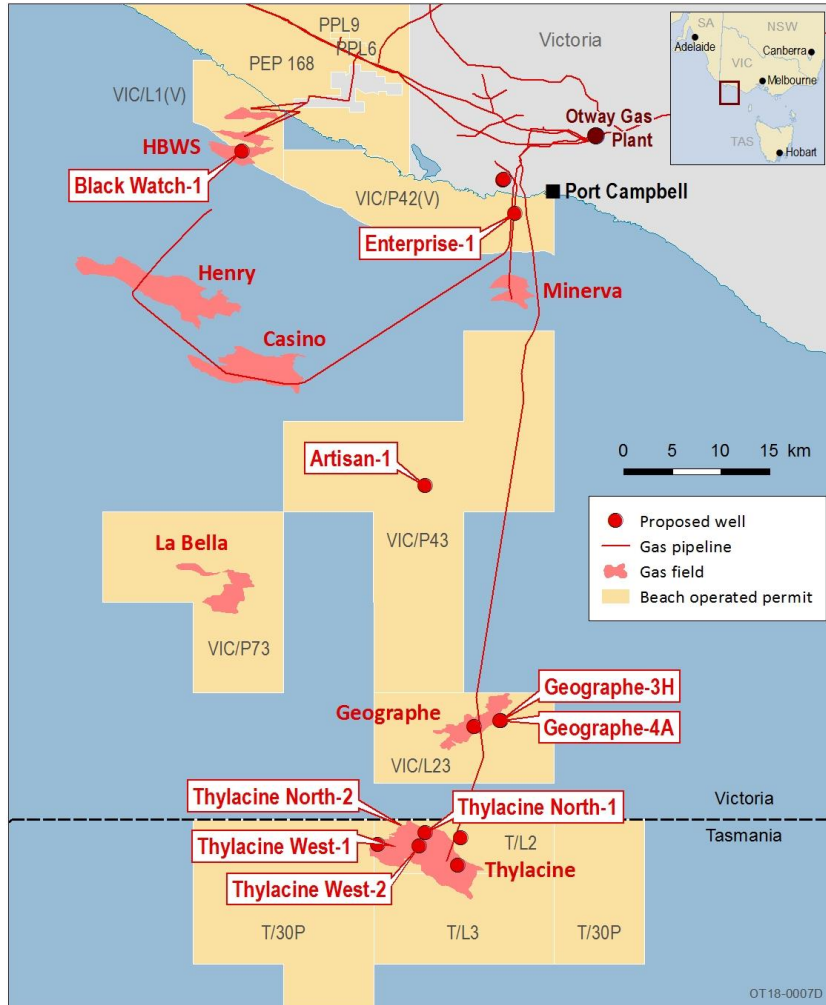 PPL9
PPL6
PEP 168
Victoria
VIC/L1(V)
HBWS
Black Watch-1
Otway Gas
Plant
VIC/P42(V)
Port Campbell
Enterprise-1
Henry
Minerva
Casino
SA
NSW
Adelaide
Canberra
VIC
Melbourne
TAS
Hobart
Artisan-1
0 5 10 15 km
Proposed well
Gas pipeline
Gas field
Beach operated permit
La Bella
VIC/P43
VIC/P73
Geographe
Geographe-3H
Geographe-4A
VIC/L23
Thylacine North-2
Thylacine North-1
Victoria
Tasmania
Thylacine West-1
T/L2
Thylacine
Thylacine West-2
T/30P
T/L3
T/30P
OT18-0007D